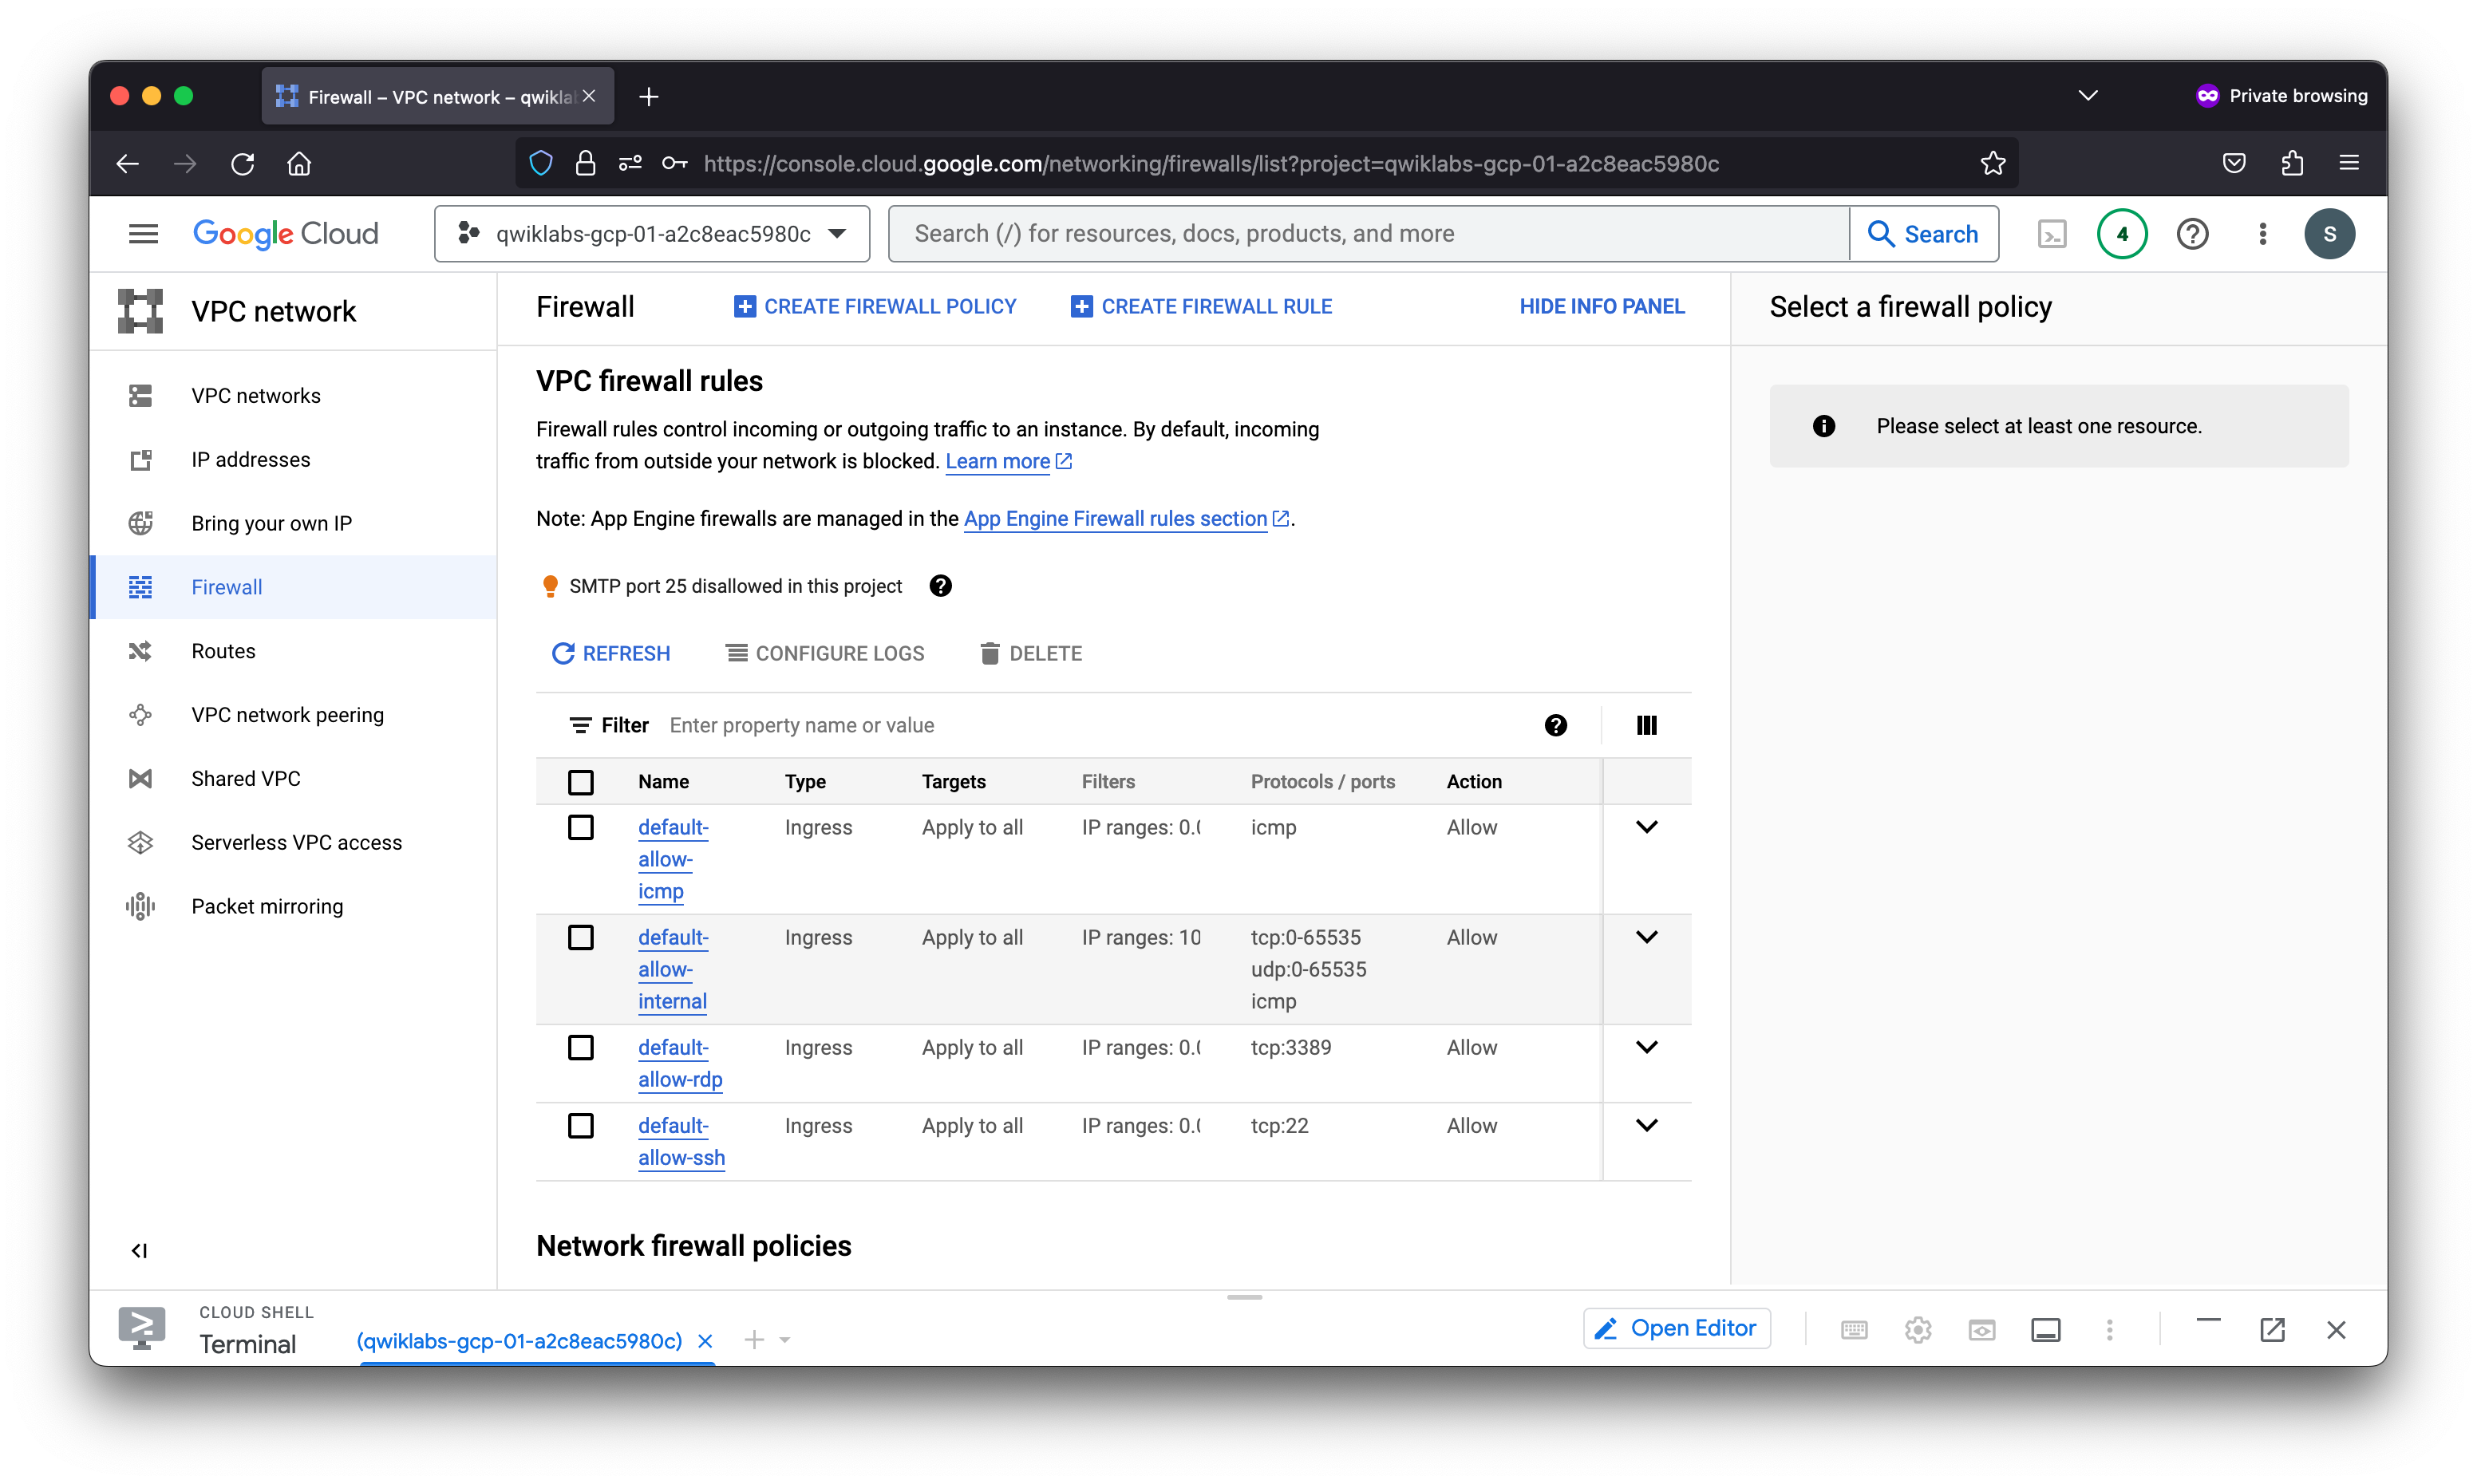 Firewall – VPC network – qwikla
Private browsing
https://console.cloud.google.com/networking/firewalls/list?project=qwiklabs-gcp-01-a2c8eac5980c
Google Cloud
qwiklabs-gcp-01-a2c8eac5980c
Search (/) for resources, docs, products, and more
Search
4
S
VPC network
VPC networks
IP addresses
Bring your own IP
Firewall
Routes
VPC network peering
Shared VPC
Serverless VPC access
Packet mirroring
Firewall
CREATE FIREWALL POLICY
CREATE FIREWALL RULE
HIDE INFO PANEL
VPC firewall rules
Firewall rules control incoming or outgoing traffic to an instance. By default, incoming
traffic from outside your network is blocked. Learn more
Note: App Engine firewalls are managed in the App Engine Firewall rules section.
SMTP port 25 disallowed in this project
REFRESH
CONFIGURE LOGS
DELETE
Filter Enter property name or value
Name Type Targets Filters Protocols / ports Action
default- Ingress Apply to all IP ranges: 0.0 icmp Allow
allow-
icmp
default- Ingress Apply to all IP ranges: 10 tcp:0-65535 Allow
allow- udp:0-65535
internal icmp
default- Ingress Apply to all IP ranges: 0.0 tcp:3389 Allow
allow-rdp
default- Ingress Apply to all IP ranges: 0.0 tcp:22 Allow
allow-ssh
Network firewall policies
Select a firewall policy
Please select at least one resource.
CLOUD SHELL
Terminal
(qwiklabs-gcp-01-a2c8eac5980c)
Open Editor